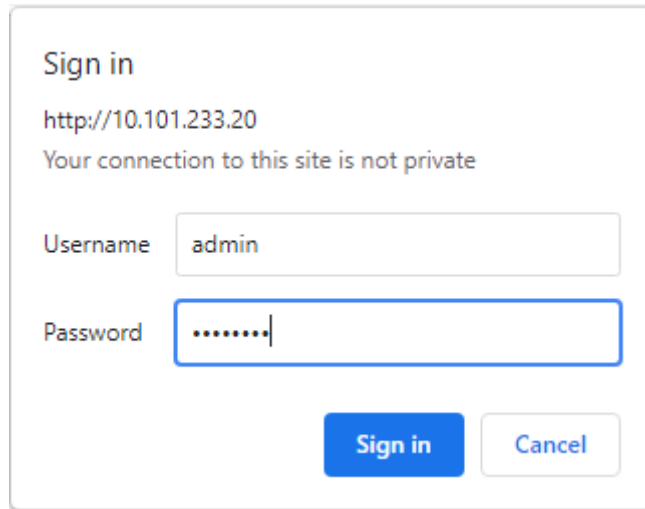 Sign in
http://10.101.233.20
Your connection to this site is not private
Username admin
Password ••••••••
Sign in Cancel